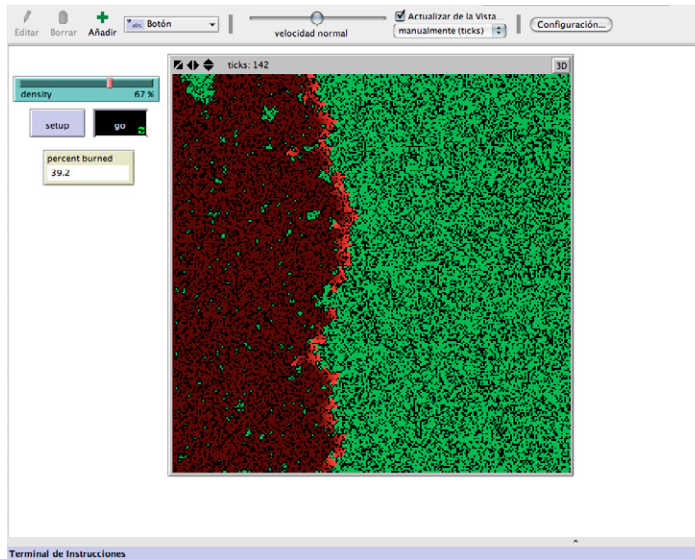 Editar Borrar Añadir
abc Botón
velocidad normal
Actualizar de la Vista...
manualmente (ticks)
Configuración...
ticks: 142
3D
density 67 %
setup
go
percent burned
39.2
Terminal de Instrucciones